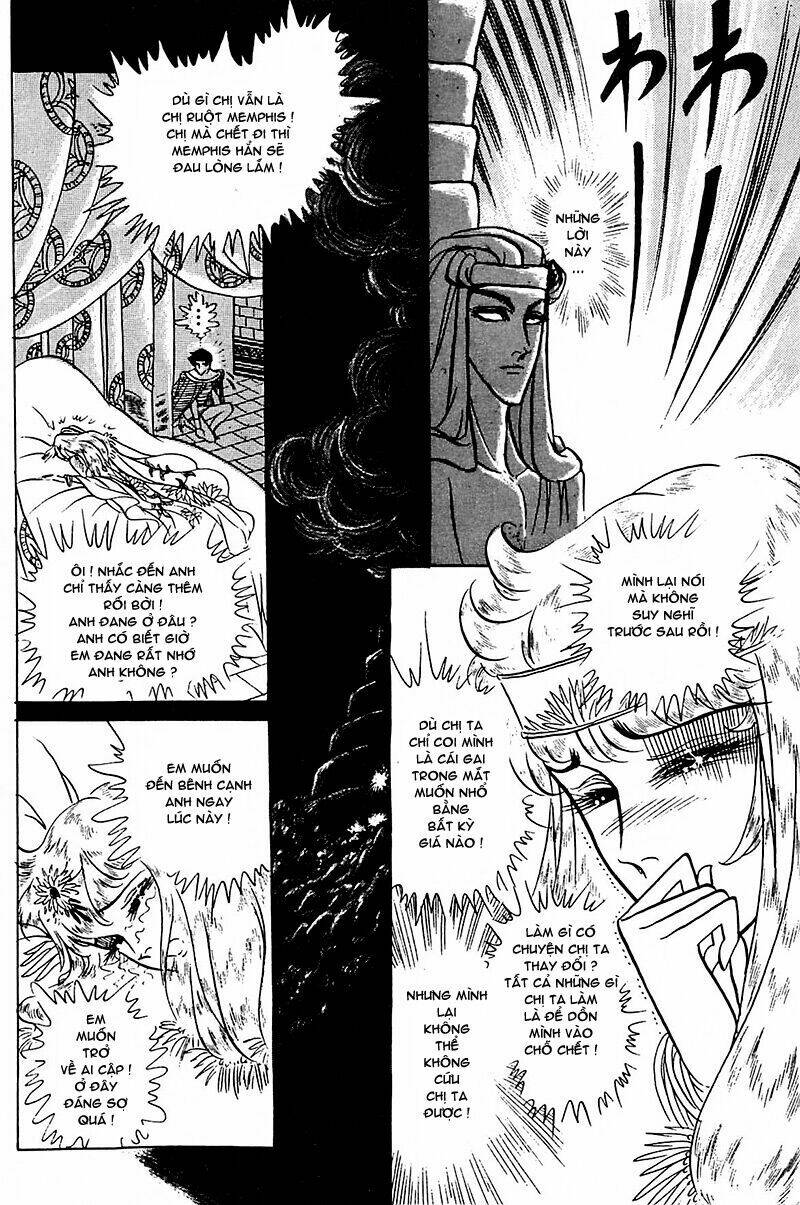 わー
わー
NHỮNG
LỜI
NÀY
...
MÌNH LẠI NÓI
MÀ KHÔNG
SUY NGHĨ
TRƯỚC SAU RỒI !
DÙ CHỊ TA
CHỈ COI MÌNH
LÀ CÁI GAI
TRONG MẮT
MUỐN NHỔ
BẰNG
BẤT KỲ
GIÁ NÀO !
LÀM GÌ CÓ
CHUYỆN CHỊ TA
THAY ĐỔI ?
TẤT CẢ NHỮNG GÌ
CHỊ TA LÀM
LÀ ĐỂ DỒN
MÌNH VÀO
CHỖ CHẾT !
NHƯNG MÌNH
LẠI
KHÔNG
THỂ
KHÔNG
CỨU
CHỊ TA
ĐƯỢC !
DÙ GÌ CHỊ VẪN LÀ
CHỊ RUỘT MEMPHIS !
CHỊ MÀ CHẾT ĐI THÌ
MEMPHIS HẲN SẼ
ĐAU LÒNG LẮM !
...
ÔI ! NHẮC ĐẾN ANH
CHỈ THẤY CÀNG THÊM
RỐI BỜI !
ANH ĐANG Ở ĐÂU ?
ANH CÓ BIẾT GIỜ
EM ĐANG RẤT NHỚ
ANH KHÔNG ?
EM MUỐN
ĐẾN BÊNH CẠNH
ANH NGAY
LÚC NÀY !
EM
MUỐN
TRỞ
VỀ AI CẬP !
Ở ĐÂY
ĐÁNG SỢ
QUÁ !